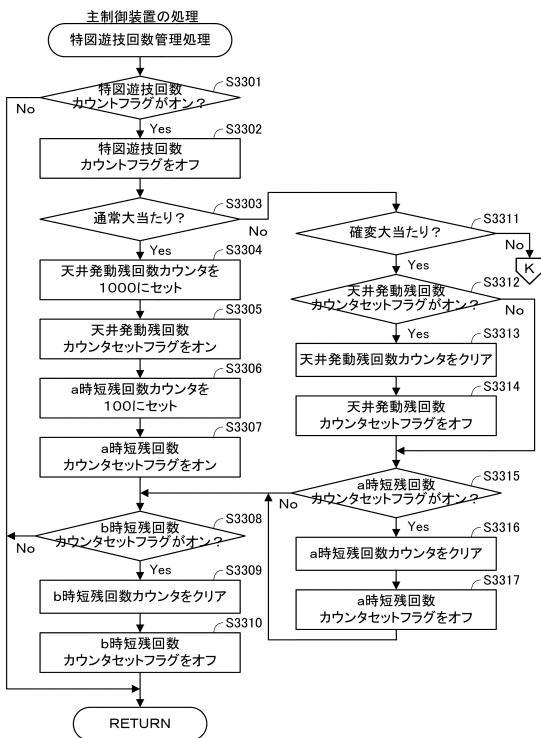 主制御装置の処理
特図遊技回数管理処理
S3301
特図遊技回数
カウントフラグがオン？
No
Yes
S3302
特図遊技回数
カウントフラグをオフ
S3303
通常大当たり？
No
Yes
S3304
天井発動残回数カウンタを
1000にセット
S3305
天井発動残回数
カウンタセットフラグをオン
S3306
a時短残回数カウンタを
100にセット
S3307
a時短残回数
カウンタセットフラグをオン
S3308
b時短残回数
カウンタセットフラグがオン？
No
Yes
S3309
b時短残回数カウンタをクリア
S3310
b時短残回数
カウンタセットフラグをオフ
RETURN
S3311
確変大当たり？
No
K
Yes
S3312
天井発動残回数
カウンタセットフラグがオン？
No
Yes
S3313
天井発動残回数カウンタをクリア
S3314
天井発動残回数
カウンタセットフラグをオフ
S3315
a時短残回数
カウンタセットフラグがオン？
No
Yes
S3316
a時短残回数カウンタをクリア
S3317
a時短残回数
カウンタセットフラグをオフ